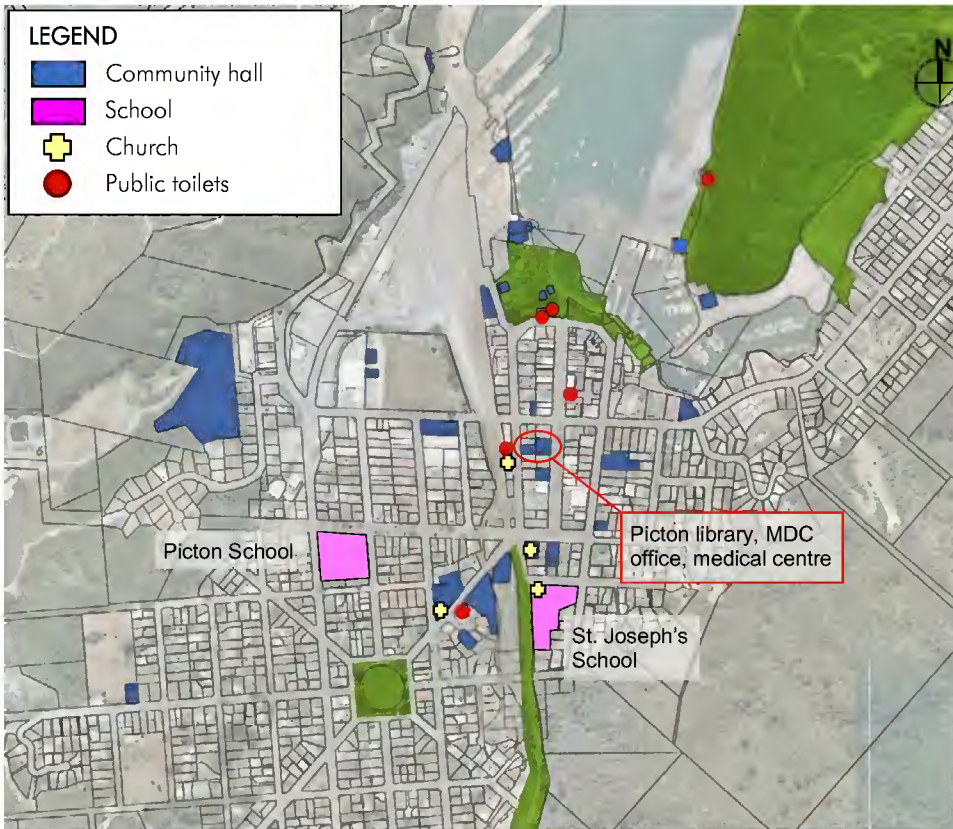 LEGEND
Community hall
School
Church
Public toilets
N
Picton School
Picton library, MDC
office, medical centre
St. Joseph's
School